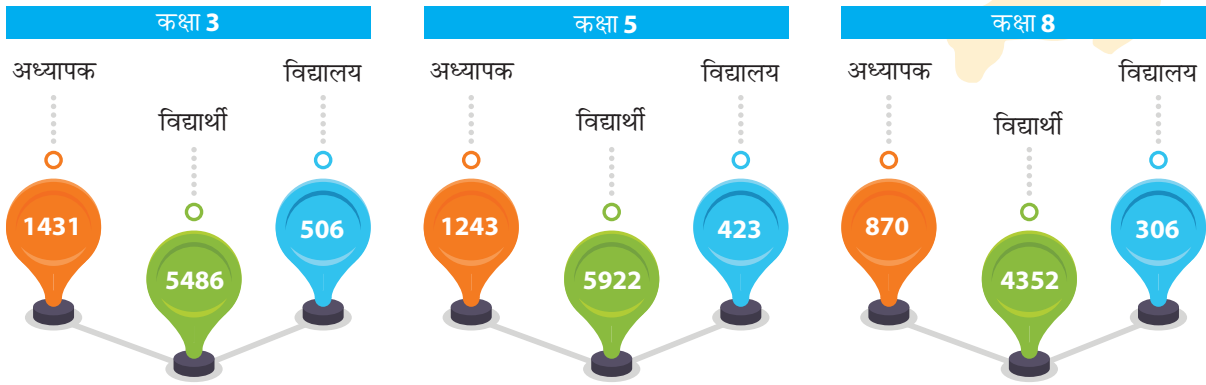 कक्षा 3
अध्यापक
विद्यार्थी
विद्यालय
1431
5486
506
कक्षा 5
अध्यापक
विद्यार्थी
विद्यालय
1243
5922
423
कक्षा 8
अध्यापक
विद्यार्थी
विद्यालय
870
4352
306